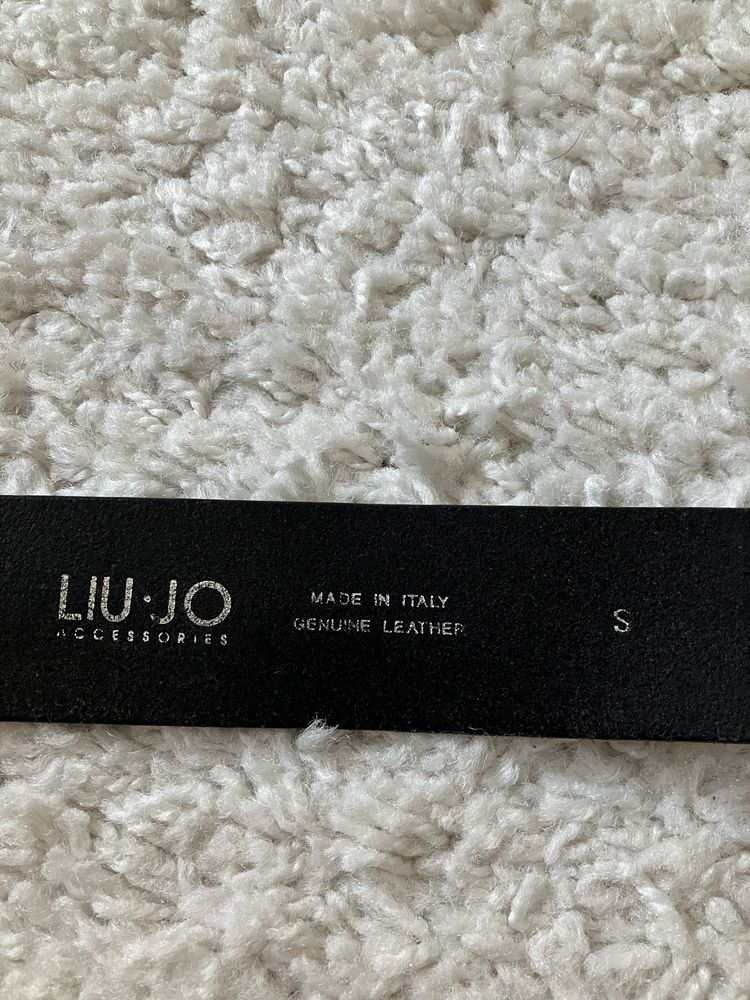 LIU·JO
ACCESSORIES
MADE IN ITALY
GENUINE LEATHER
S